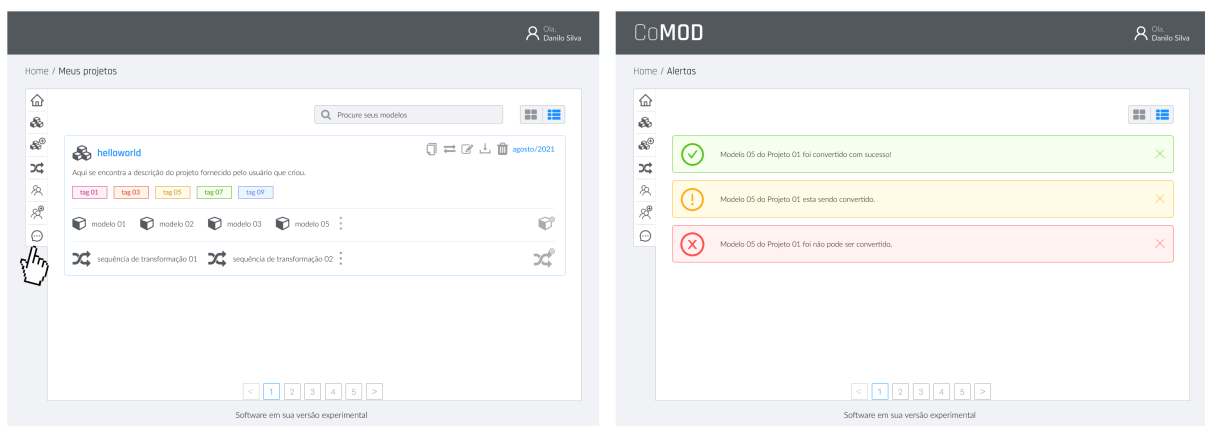 Ola,
Danilo Silva
Home / Meus projetos
Procure seus modelos
helloworld
agosto/2021
Aqui se encontra a descrição do projeto fornecido pelo usuário que criou.
tag 01 tag 03 tag 05 tag 07 tag 09
modelo 01 modelo 02 modelo 03 modelo 05
sequência de transformação 01 sequência de transformação 02
< 1 2 3 4 5 >
Software em sua versão experimental
CoMOD
Ola,
Danilo Silva
Home / Alertas
Modelo 05 do Projeto 01 foi convertido com sucesso!
Modelo 05 do Projeto 01 esta sendo convertido.
Modelo 05 do Projeto 01 foi não pode ser convertido.
< 1 2 3 4 5 >
Software em sua versão experimental